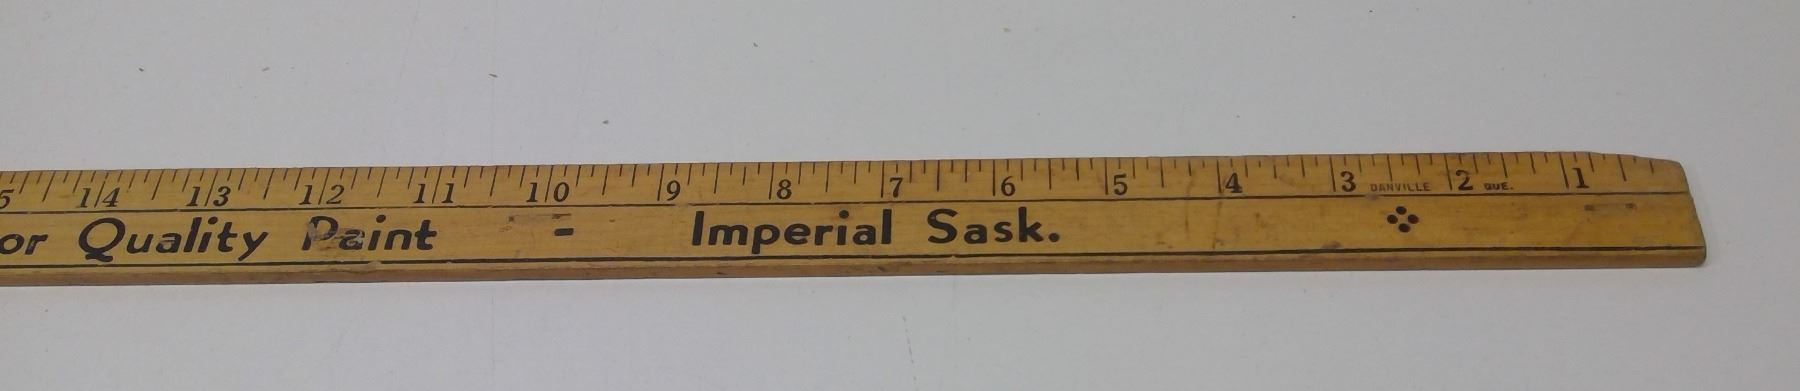 5 14 13 12 11 10 9 8 7 6 5 4 3 DANVILLE 2 QUE. 1
or Quality Paint - Imperial Sask.